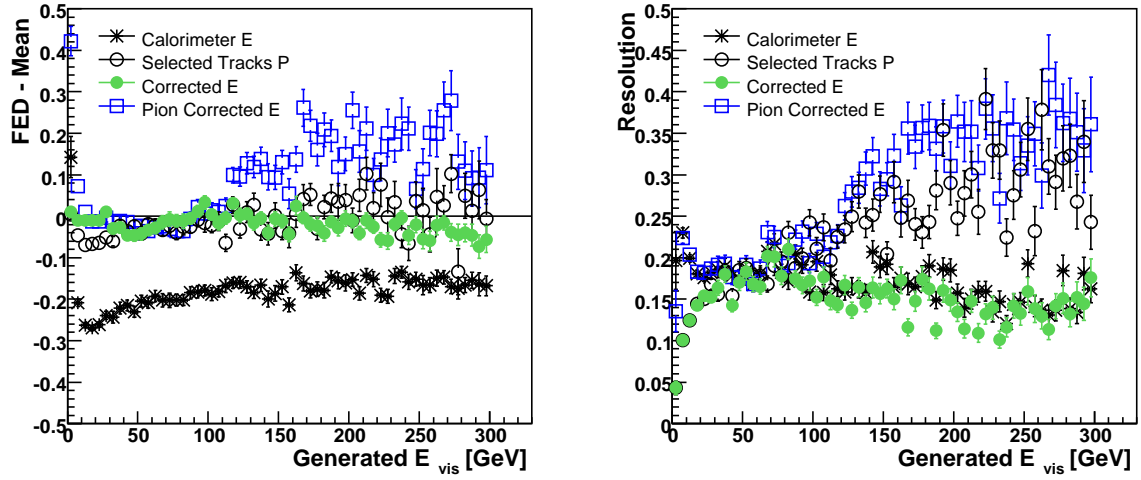 FED - Mean
0.5
0.4
0.3
0.2
0.1
0
-0.1
-0.2
-0.3
-0.4
-0.5
Calorimeter E
Selected Tracks P
Corrected E
Pion Corrected E
0 50 100 150 200 250 300
Generated E vis [GeV]
Resolution
0.5
0.45
0.4
0.35
0.3
0.25
0.2
0.15
0.1
0.05
0
Calorimeter E
Selected Tracks P
Corrected E
Pion Corrected E
0 50 100 150 200 250 300
Generated E vis [GeV]